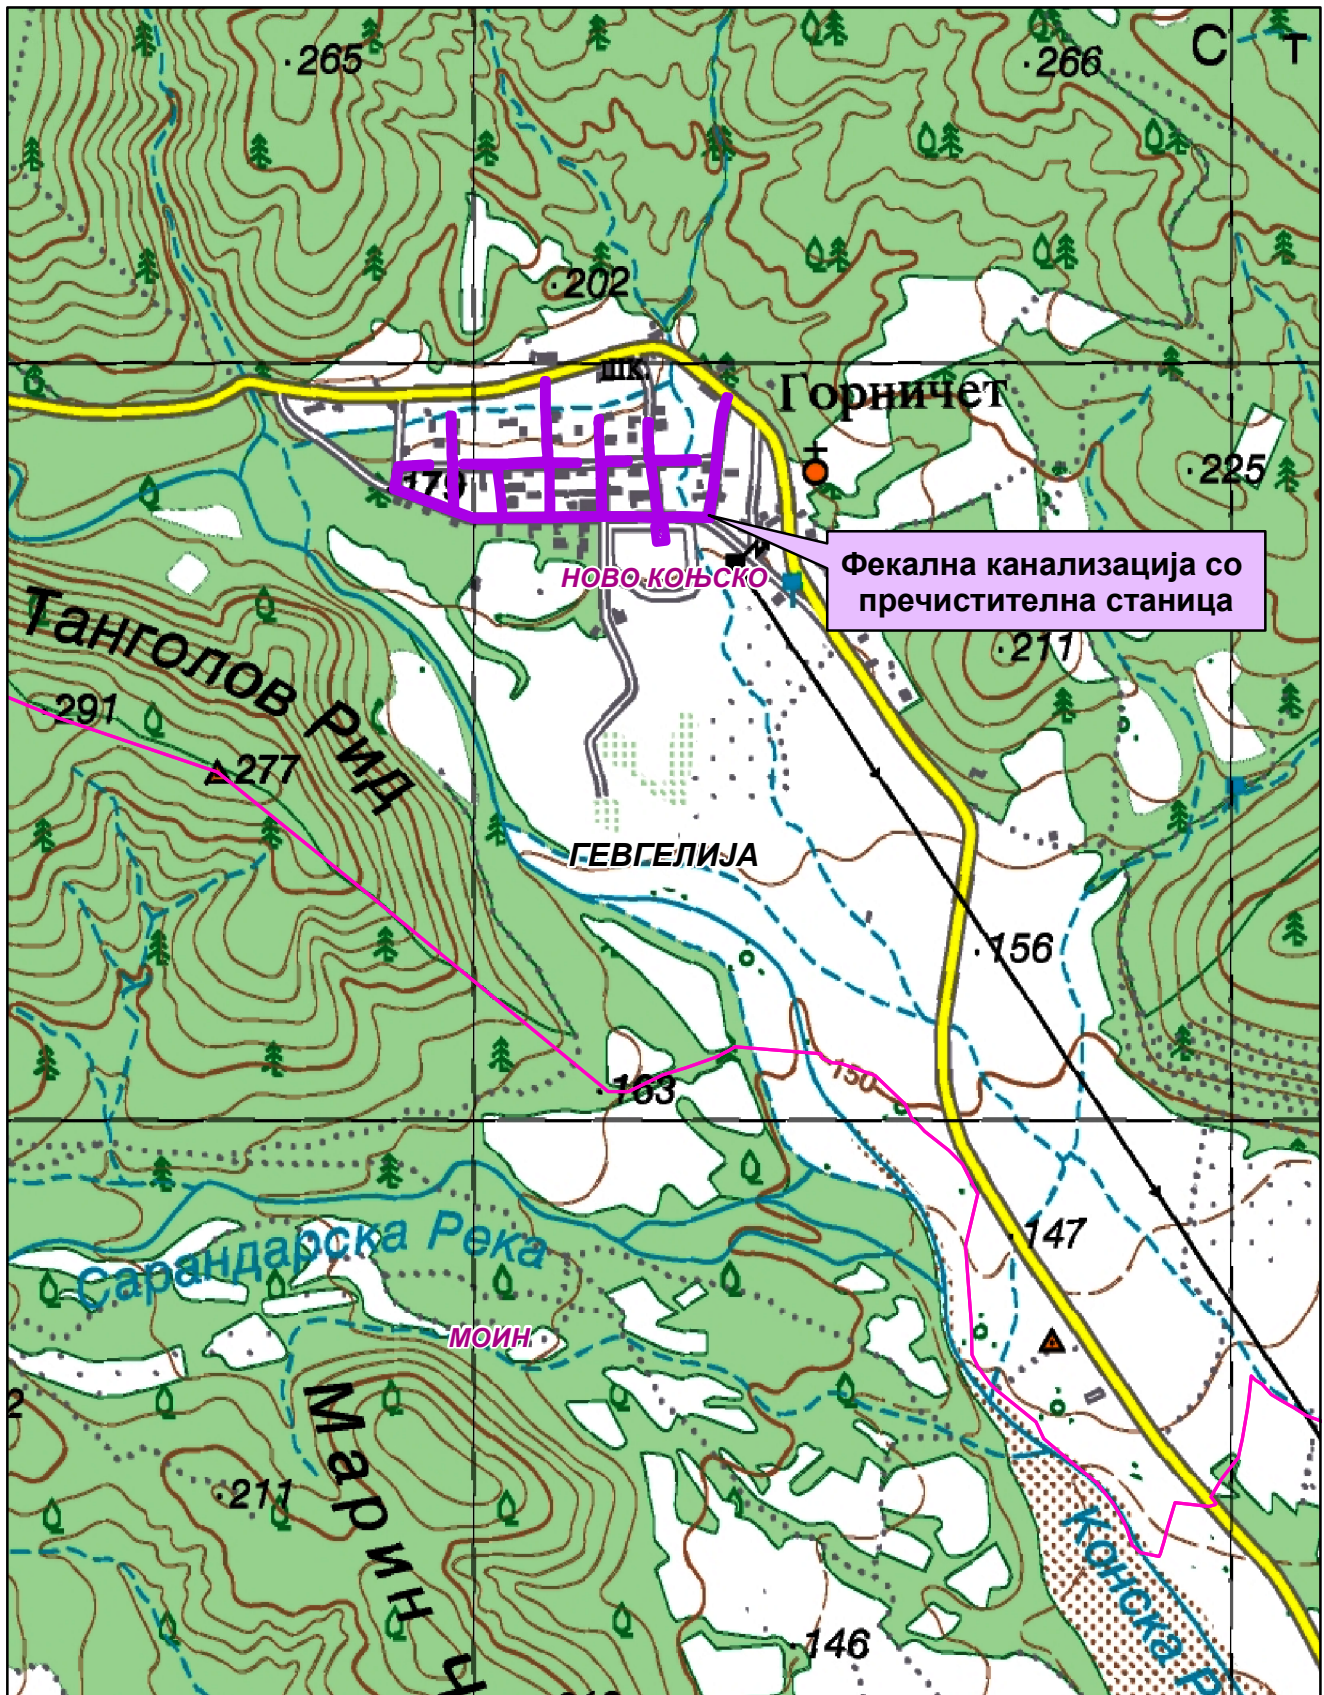 265
266
С
т
202
шк.
Горничет
179
225
НОВО КОЊСКО
Фекална канализација со
пречистителна станица
211
Танголов Рид
291
277
ГЕВГЕЛИЈА
156
163
150
147
Сарандарска Река
МОИН
2
Марин Ч
211
Конска Р
146